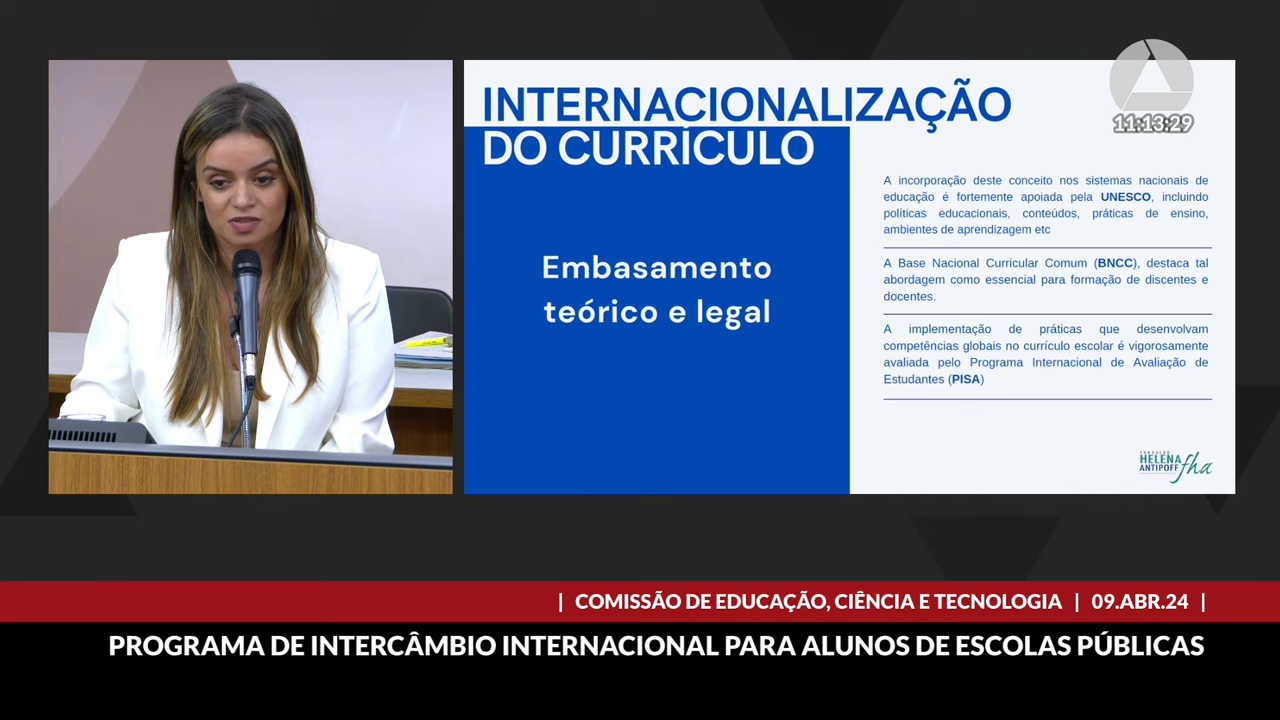 INTERNACIONALIZAÇÃO
DO CURRÍCULO
11:13:29
Embasamento
teórico e legal
A incorporação deste conceito nos sistemas nacionais de
educação é fortemente apoiada pela UNESCO, incluindo
políticas educacionais, conteúdos, práticas de ensino,
ambientes de aprendizagem etc
A Base Nacional Curricular Comum (BNCC), destaca tal
abordagem como essencial para formação de discentes e
docentes.
A implementação de práticas que desenvolvam
competências globais no currículo escolar é vigorosamente
avaliada pelo Programa Internacional de Avaliação de
Estudantes (PISA)
FUNDAÇÃO
HELENA
ANTIPOFF fha
| COMISSÃO DE EDUCAÇÃO, CIÊNCIA E TECNOLOGIA | 09.ABR.24 |
PROGRAMA DE INTERCÂMBIO INTERNACIONAL PARA ALUNOS DE ESCOLAS PÚBLICAS